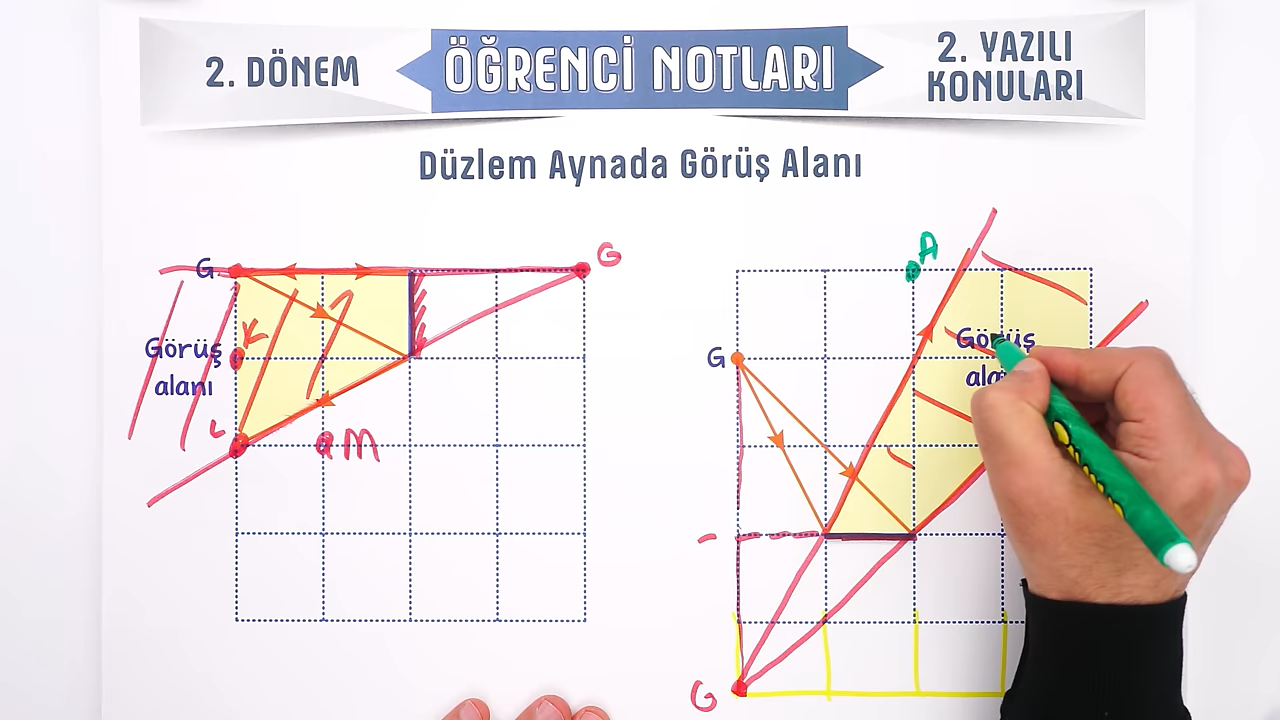 2. DÖNEM
ÖĞRENCİ NOTLARI
2. YAZILI
KONULARI
Düzlem Aynada Görüş Alanı
G
G
K
Görüş
alanı
L
M
A
G
Görüş
G